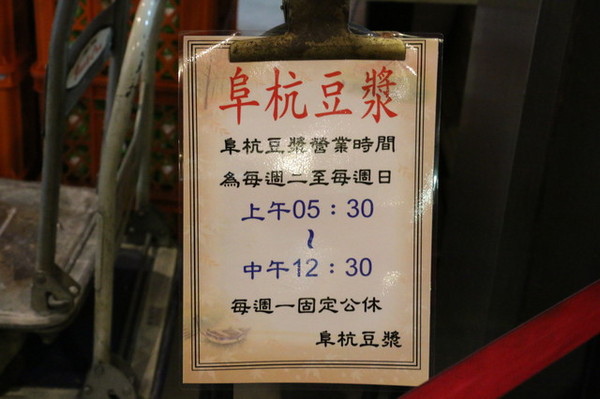 阜杭豆漿
阜杭豆漿營業時間
為每週二至每週日
上午05：30
～
中午12：30
每週一固定公休
阜杭豆漿